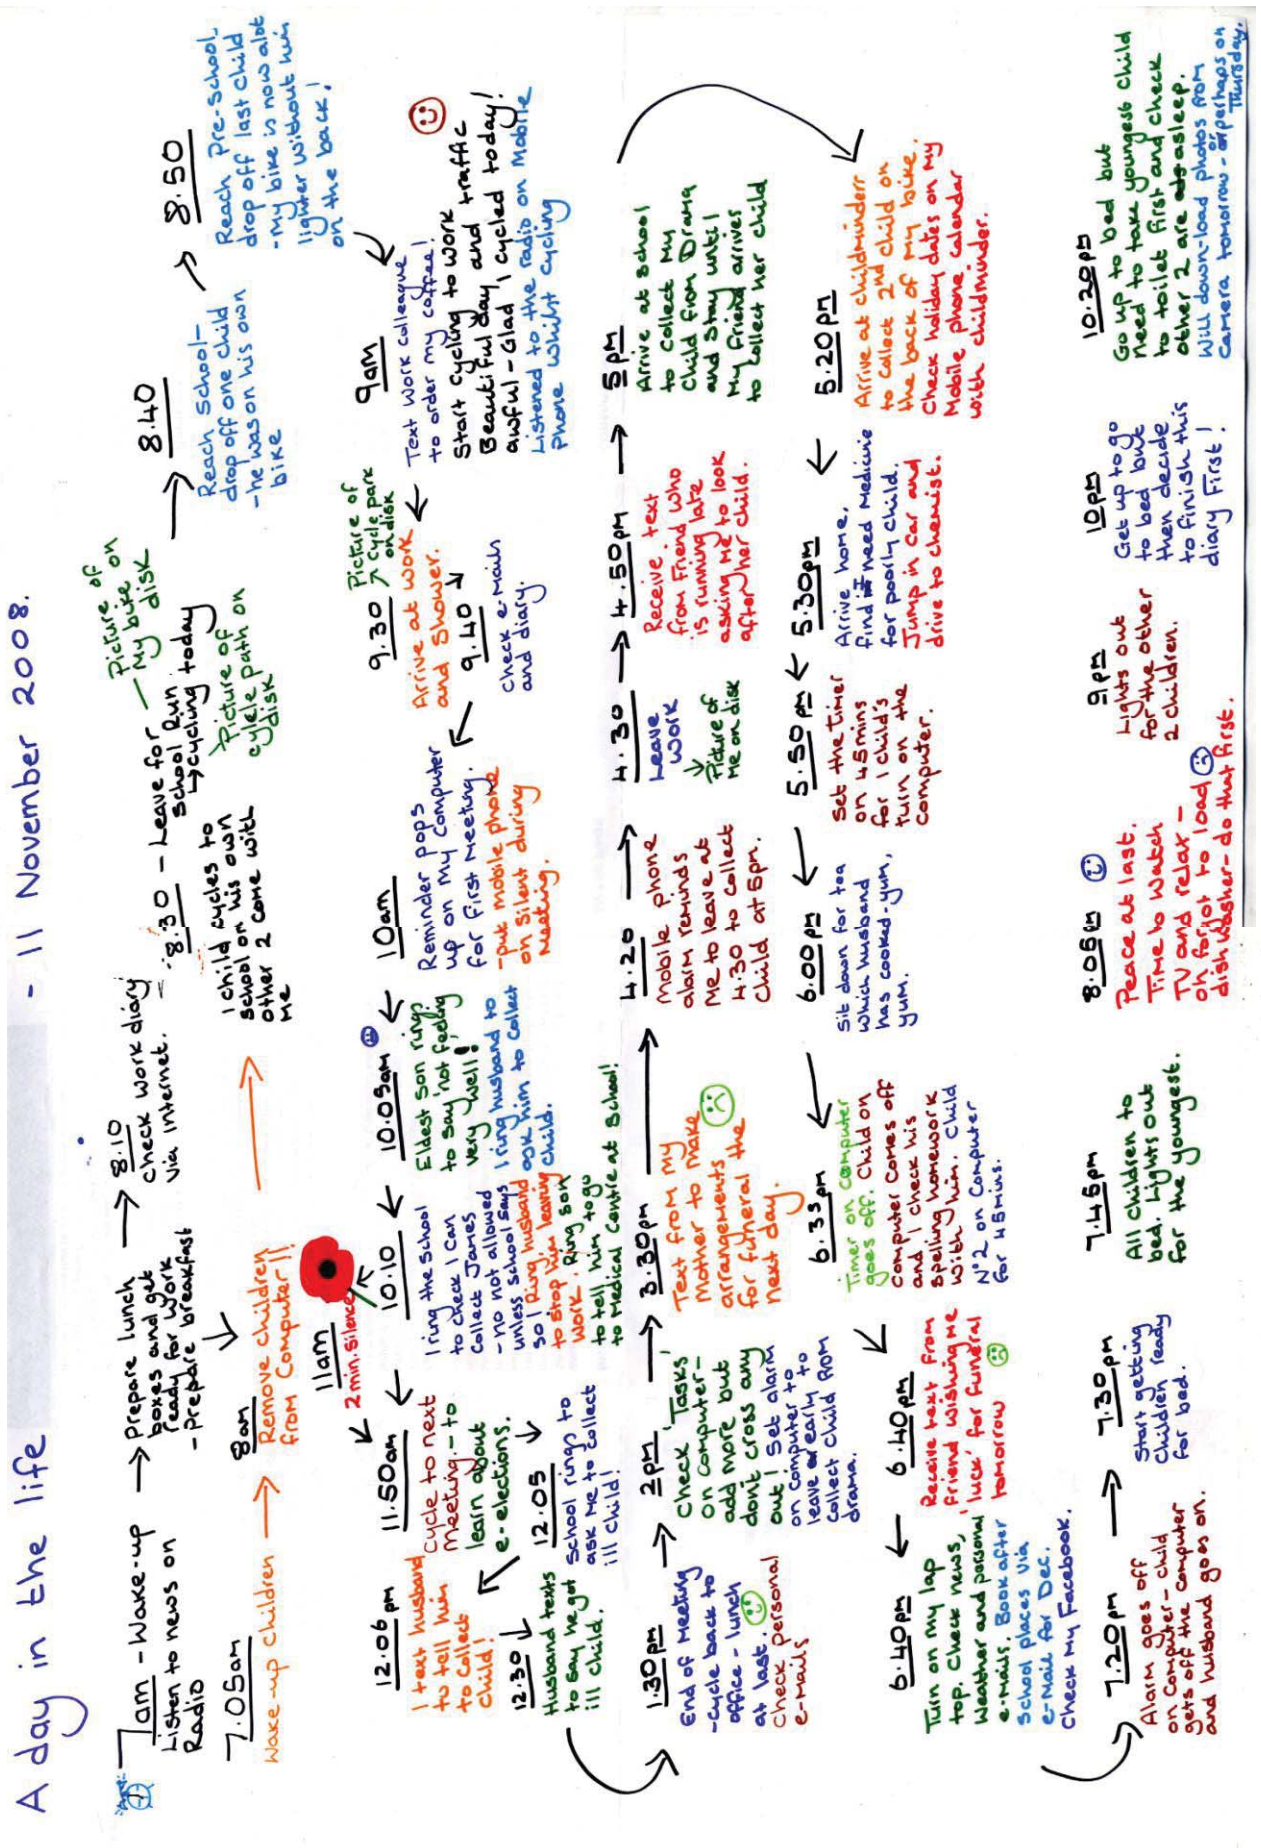 A day in the life - 11 November 2008.
7am - Wake-up
Listen to news on
Radio
7.05am
Wake-up children
Prepare lunch
boxes and get
ready for work
- prepare breakfast
8am
Remove children
from Computer!!
8.10
Check work diary
via internet.
8.30 - Leave for
School Run
↳cycling today
1 child cycles to
school on his own
other 2 come with
me
Picture of
my bike on
disk
Picture of
cycle path on
disk
8.40
Reach School -
drop off one child
- he was on his own
bike
8.50
Reach Pre-School,
drop off last child
- my bike is now alot
lighter without him
on the back!
9am
Text work colleague
to order my coffee!
Start cycling to work
Beautiful day and traffic
awful - Glad I cycled today!
Listened to the radio on Mobile
Phone whilst cycling
9.30
Picture of
cycle park
on disk
Arrive at work
and Shower.
9.40
Check e-mails
and diary.
10am
Reminder pops
up on my Computer
for first Meeting.
- put mobile phone
on silent during
Meeting.
10.05am
Eldest son rings
to say 'not feeling
very well!'
I ring husband to
ask him to collect
child.
10.10
I ring the school
to check I can
collect James
- no not allowed
unless school says
so! Ring husband
to stop him leaving
work. Ring son
to tell him to go
to Medical Centre at School!
11am
2 min. silence
11.50am
Cycle to next
Meeting - to
learn about
e-elections.
12.05
School rings to
ask me to collect
ill child!
12.06pm
I text husband
to tell him
to collect
child!
12.30
Husband texts
to say he got
ill child.
1.30pm
End of Meeting
- cycle back to
office - lunch
at last.
Check personal
e-mails
2pm
Check 'Tasks'
on computer -
add more but
don't cross any
out! Set alarm
on computer to
leave early to
collect child from
drama.
3.30pm
Text from my
Mother to make
arrangements
for funeral the
next day.
4.20
Mobile phone
alarm reminds
me to leave at
4.30 to collect
Child at 5pm.
4.30
Leave
work
Picture of
me on disk
4.50pm
Receive text
from Friend who
is running late
asking me to look
after her child.
5pm
Arrive at School
to collect my
Child from Drama
and stay until
my friend arrives
to collect her child
5.20pm
Arrive at childminders
to collect 2nd child on
the back of my bike.
Check holiday dates on my
Mobile phone calendar
with childminder.
5.30pm
Arrive home,
find I need medicine
for poorly child.
Jump in car and
drive to chemist.
5.50pm
Set the timer
on 45mins
for 1 child's
turn on the
computer.
6.00pm
Sit down for tea
which husband
has cooked - yum,
yum.
6.35pm
Timer on computer
goes off. Child on
computer comes off
and I check his
spelling homework
with him. Child
Nº2 on computer
for 45mins.
6.40pm
Receive text from
friend wishing me
'luck' for funeral
tomorrow
6.40pm
Turn on my lap
top. Check news,
Weather and personal
e-mails. Book after
school places via
e-mail for Dec.
Check my Facebook.
7.20pm
Alarm goes off
on Computer - child
gets off the computer
and husband goes on.
7.30pm
Start getting
Children ready
for bed.
7.45pm
All children to
bed. Lights out
for the youngest.
8.05pm
Peace at last.
Time to watch
TV and relax -
oh forgot to load
dishwasher - do that first.
9pm
Lights out
for the other
2 children.
10pm
Get up to go
to bed but
then decide
to finish this
diary First!
10.20pm
Go up to bed but
need to take youngest child
to toilet first and check
other 2 are asleep.
Will down-load photos from
camera tomorrow - or perhaps on
Thursday.